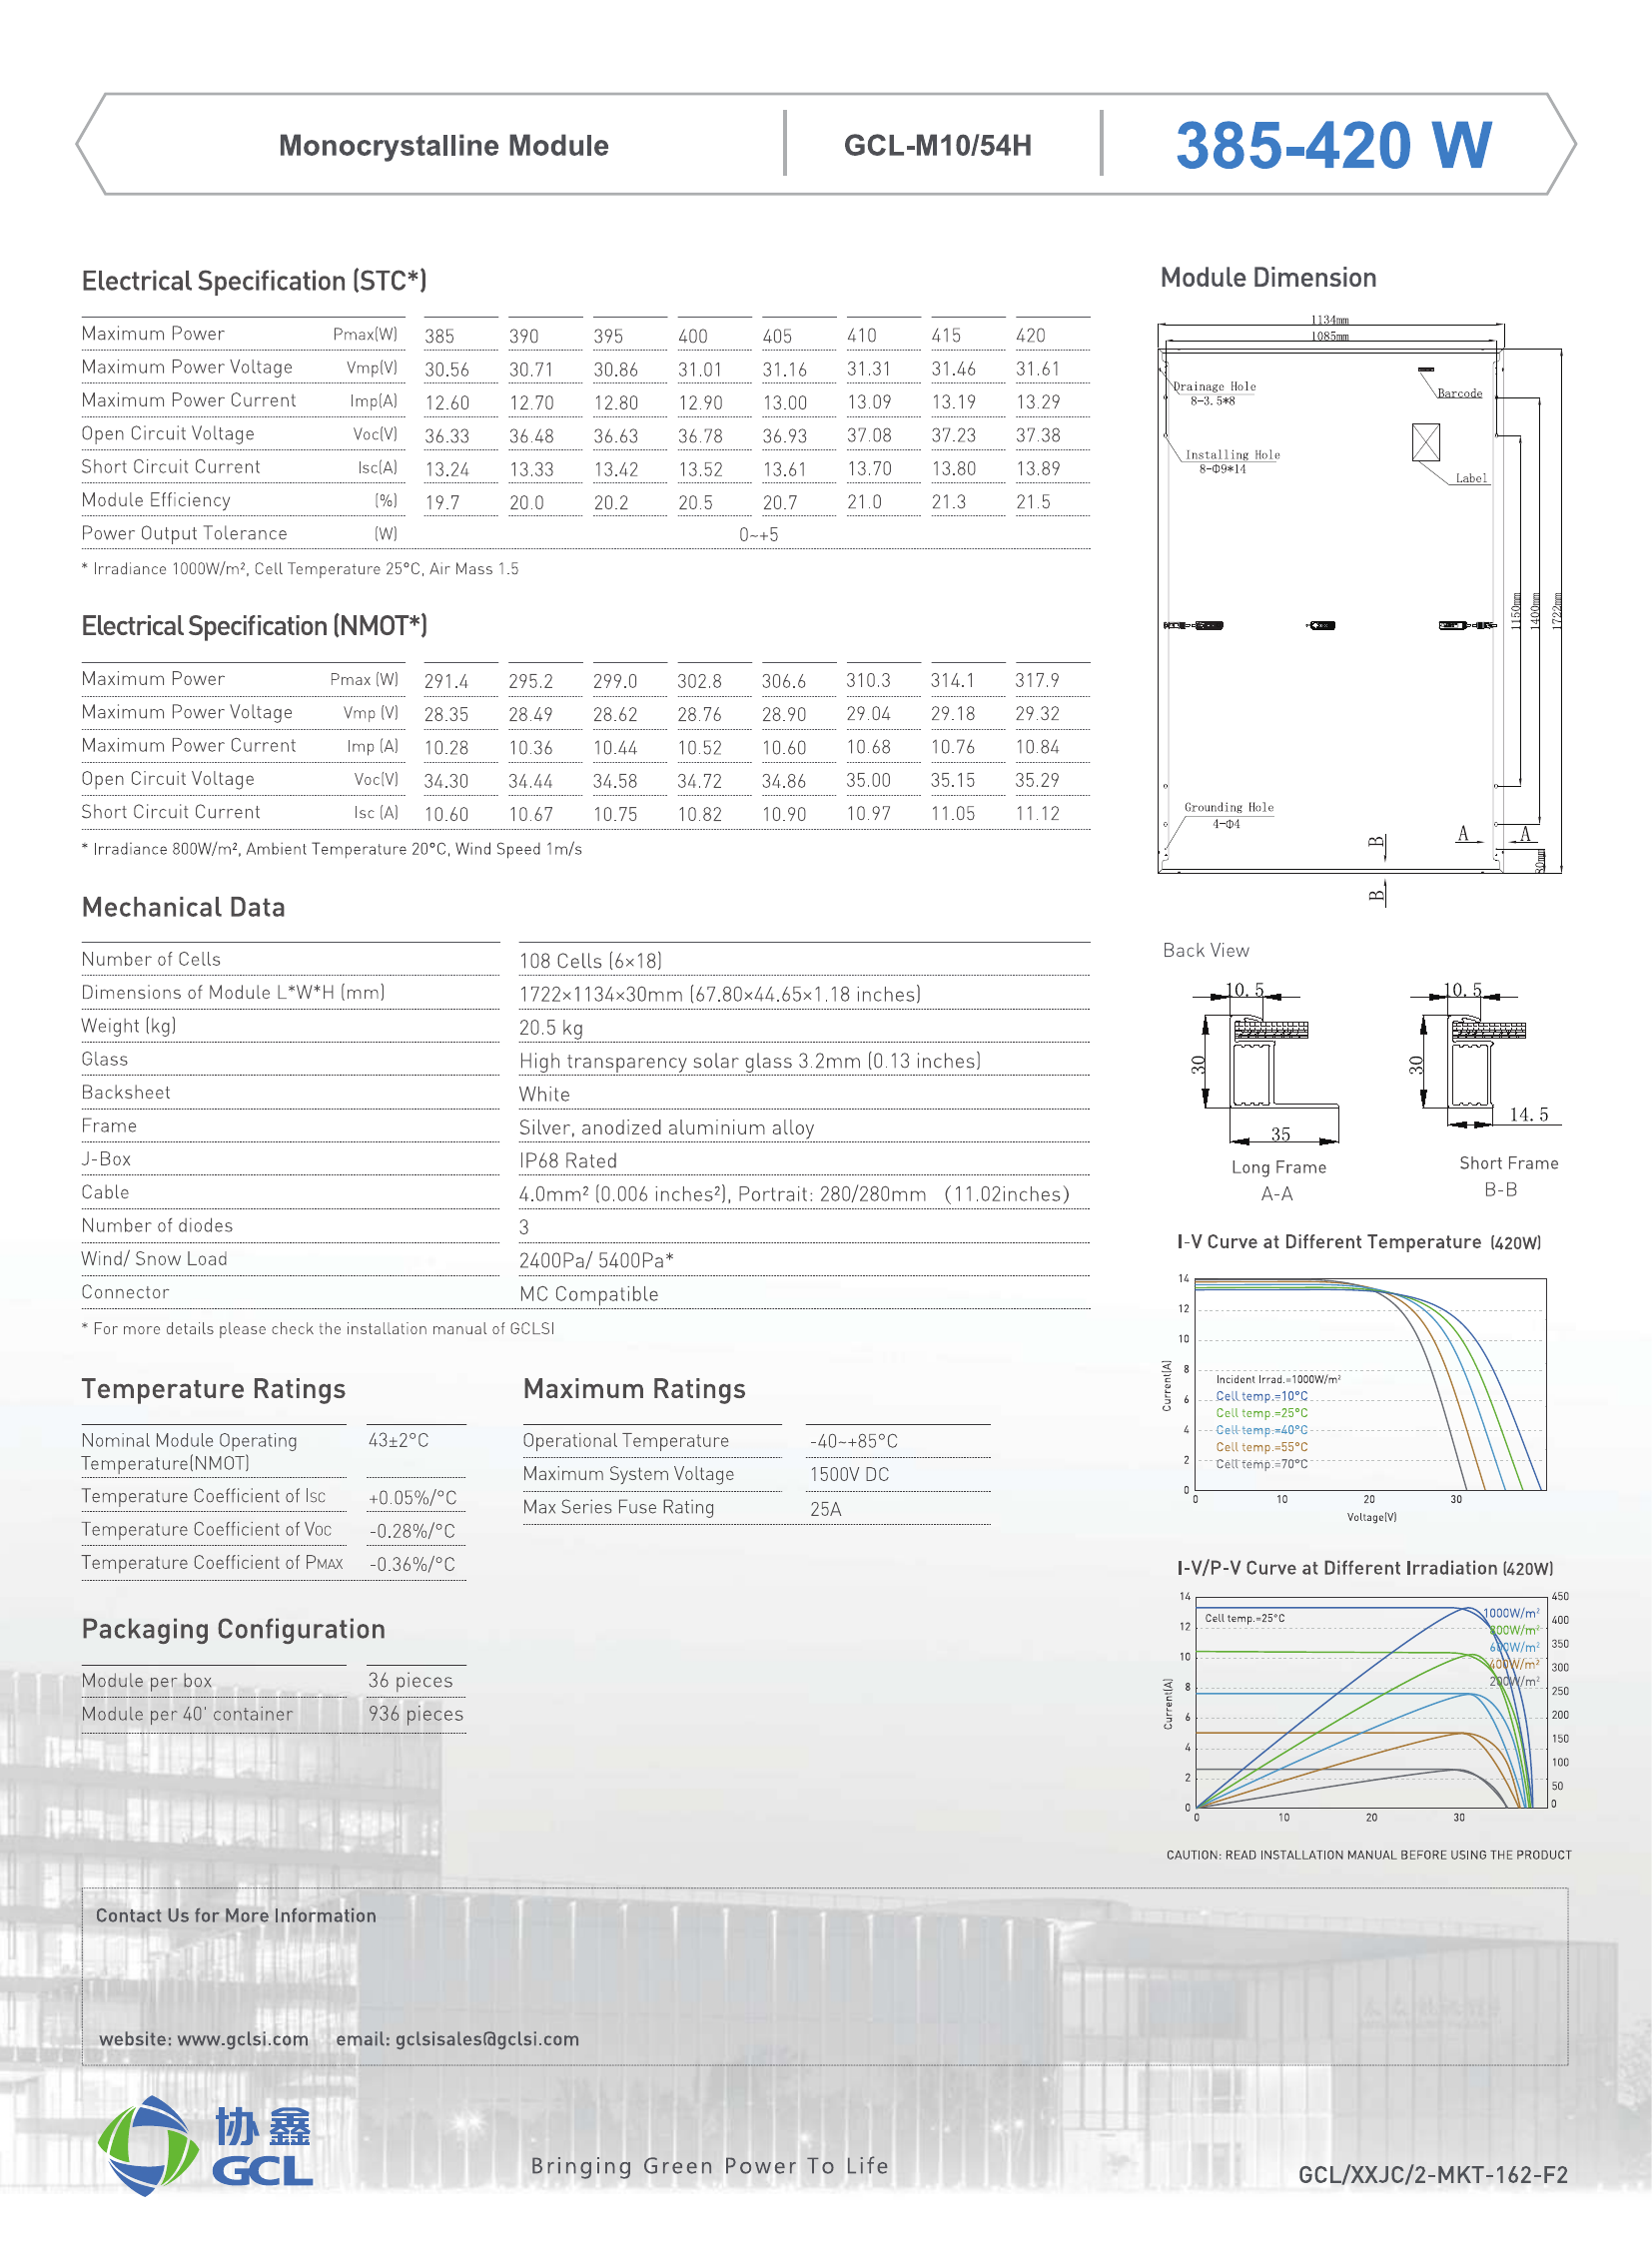 Monocrystalline Module
GCL-M10/54H
385-420 W
Electrical Specification (STC*)
Maximum Power Pmax(W) 385 390 395 400 405 410 415 420
Maximum Power Voltage Vmp(V) 30.56 30.71 30.86 31.01 31.16 31.31 31.46 31.61
Maximum Power Current Imp(A) 12.60 12.70 12.80 12.90 13.00 13.09 13.19 13.29
Open Circuit Voltage Voc(V) 36.33 36.48 36.63 36.78 36.93 37.08 37.23 37.38
Short Circuit Current Isc(A) 13.24 13.33 13.42 13.52 13.61 13.70 13.80 13.89
Module Efficiency (%) 19.7 20.0 20.2 20.5 20.7 21.0 21.3 21.5
Power Output Tolerance (W) 0~+5
* Irradiance 1000W/m², Cell Temperature 25°C, Air Mass 1.5
Electrical Specification (NMOT*)
Maximum Power Pmax (W) 291.4 295.2 299.0 302.8 306.6 310.3 314.1 317.9
Maximum Power Voltage Vmp (V) 28.35 28.49 28.62 28.76 28.90 29.04 29.18 29.32
Maximum Power Current Imp (A) 10.28 10.36 10.44 10.52 10.60 10.68 10.76 10.84
Open Circuit Voltage Voc(V) 34.30 34.44 34.58 34.72 34.86 35.00 35.15 35.29
Short Circuit Current Isc (A) 10.60 10.67 10.75 10.82 10.90 10.97 11.05 11.12
* Irradiance 800W/m², Ambient Temperature 20°C, Wind Speed 1m/s
Mechanical Data
Number of Cells 108 Cells (6×18)
Dimensions of Module L*W*H (mm) 1722×1134×30mm (67.80×44.65×1.18 inches)
Weight (kg) 20.5 kg
Glass High transparency solar glass 3.2mm (0.13 inches)
Backsheet White
Frame Silver, anodized aluminium alloy
J-Box IP68 Rated
Cable 4.0mm² (0.006 inches²), Portrait: 280/280mm （11.02inches）
Number of diodes 3
Wind/ Snow Load 2400Pa/ 5400Pa*
Connector MC Compatible
* For more details please check the installation manual of GCLSI
Temperature Ratings
Nominal Module Operating 43±2°C
Temperature(NMOT)
Temperature Coefficient of Isc +0.05%/°C
Temperature Coefficient of Voc -0.28%/°C
Temperature Coefficient of PMAX -0.36%/°C
Maximum Ratings
Operational Temperature -40~+85°C
Maximum System Voltage 1500V DC
Max Series Fuse Rating 25A
Packaging Configuration
Module per box 36 pieces
Module per 40' container 936 pieces
Module Dimension
1134mm
1085mm
Drainage Hole
8-3.5*8
Barcode
Installing Hole
8-Φ9*14
Label
1150mm
1400mm
1722mm
Grounding Hole
4-Φ4
A A
B
B
30mm
Back View
10.5 10.5
30 30
35 14.5
Long Frame Short Frame
A-A B-B
I-V Curve at Different Temperature (420W)
14
12
10
8
6
4
2
0
Current(A)
Incident Irrad.=1000W/m²
Cell temp.=10°C
Cell temp.=25°C
Cell temp.=40°C
Cell temp.=55°C
Cell temp.=70°C
0 10 20 30
Voltage(V)
I-V/P-V Curve at Different Irradiation (420W)
14
12
10
8
6
4
2
0
Current(A)
Cell temp.=25°C
1000W/m²
800W/m²
600W/m²
400W/m²
200W/m²
450
400
350
300
250
200
150
100
50
0
0 10 20 30
CAUTION: READ INSTALLATION MANUAL BEFORE USING THE PRODUCT
Contact Us for More Information
website: www.gclsi.com email: gclsisales@gclsi.com
协鑫
GCL
Bringing Green Power To Life
GCL/XXJC/2-MKT-162-F2